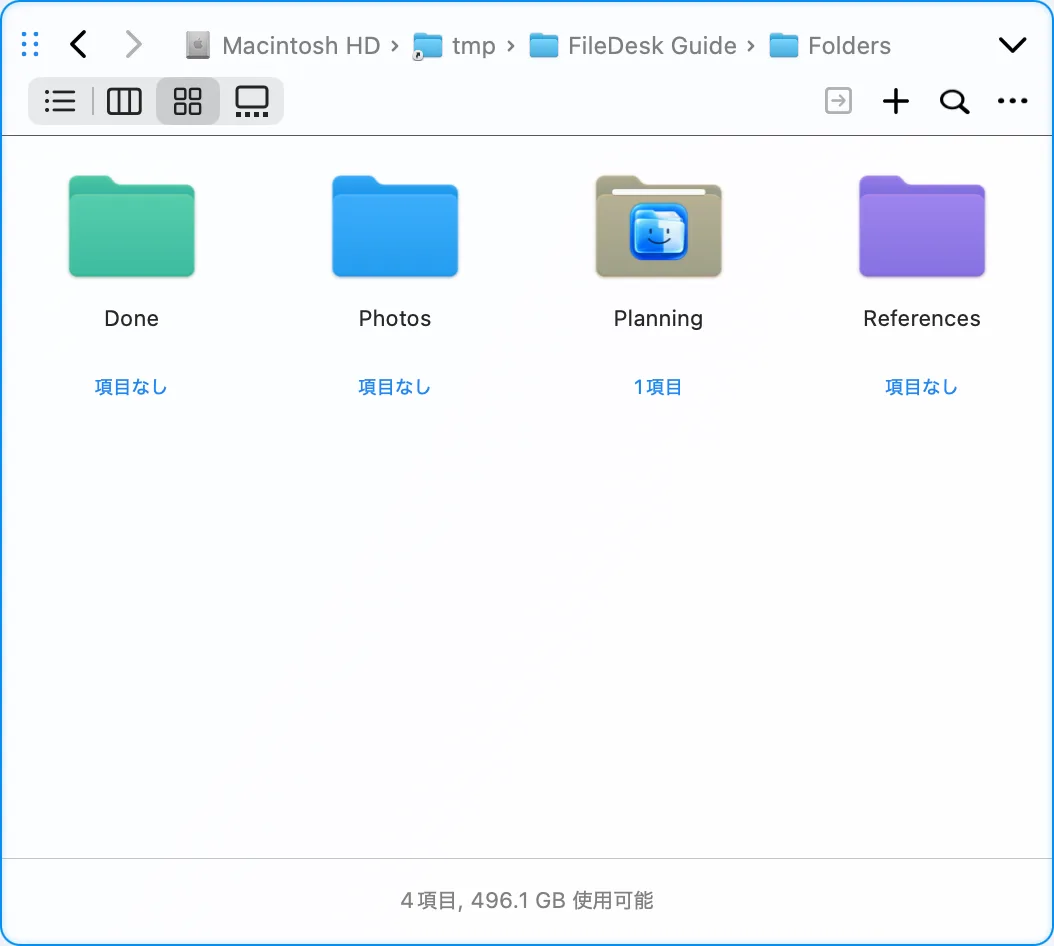 Macintosh HD › tmp › FileDesk Guide › Folders
Done
Photos
Planning
References
項目なし
項目なし
1項目
項目なし
4項目, 496.1 GB 使用可能